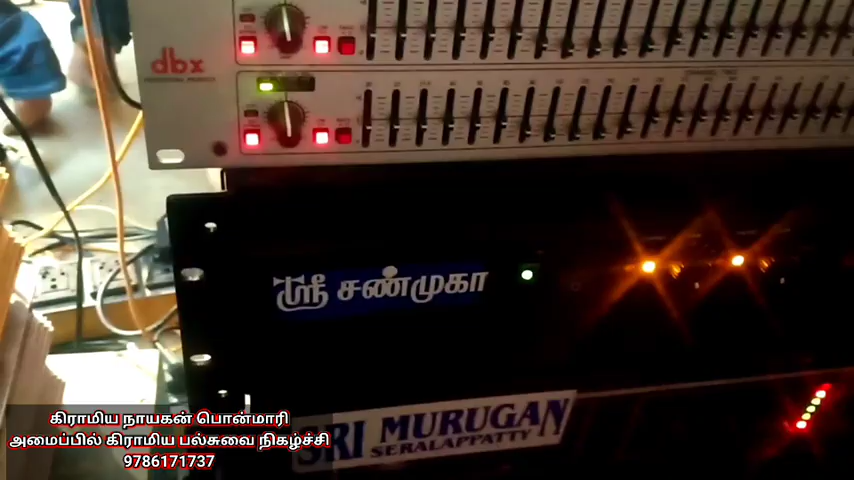 dbx
ஸ்ரீ சண்முகா
SRI MURUGAN
SERALAPPATTY
கிராமிய நாயகன் பொன்மாரி
அமைப்பில் கிராமிய பல்சுவை நிகழ்ச்சி
9786171737